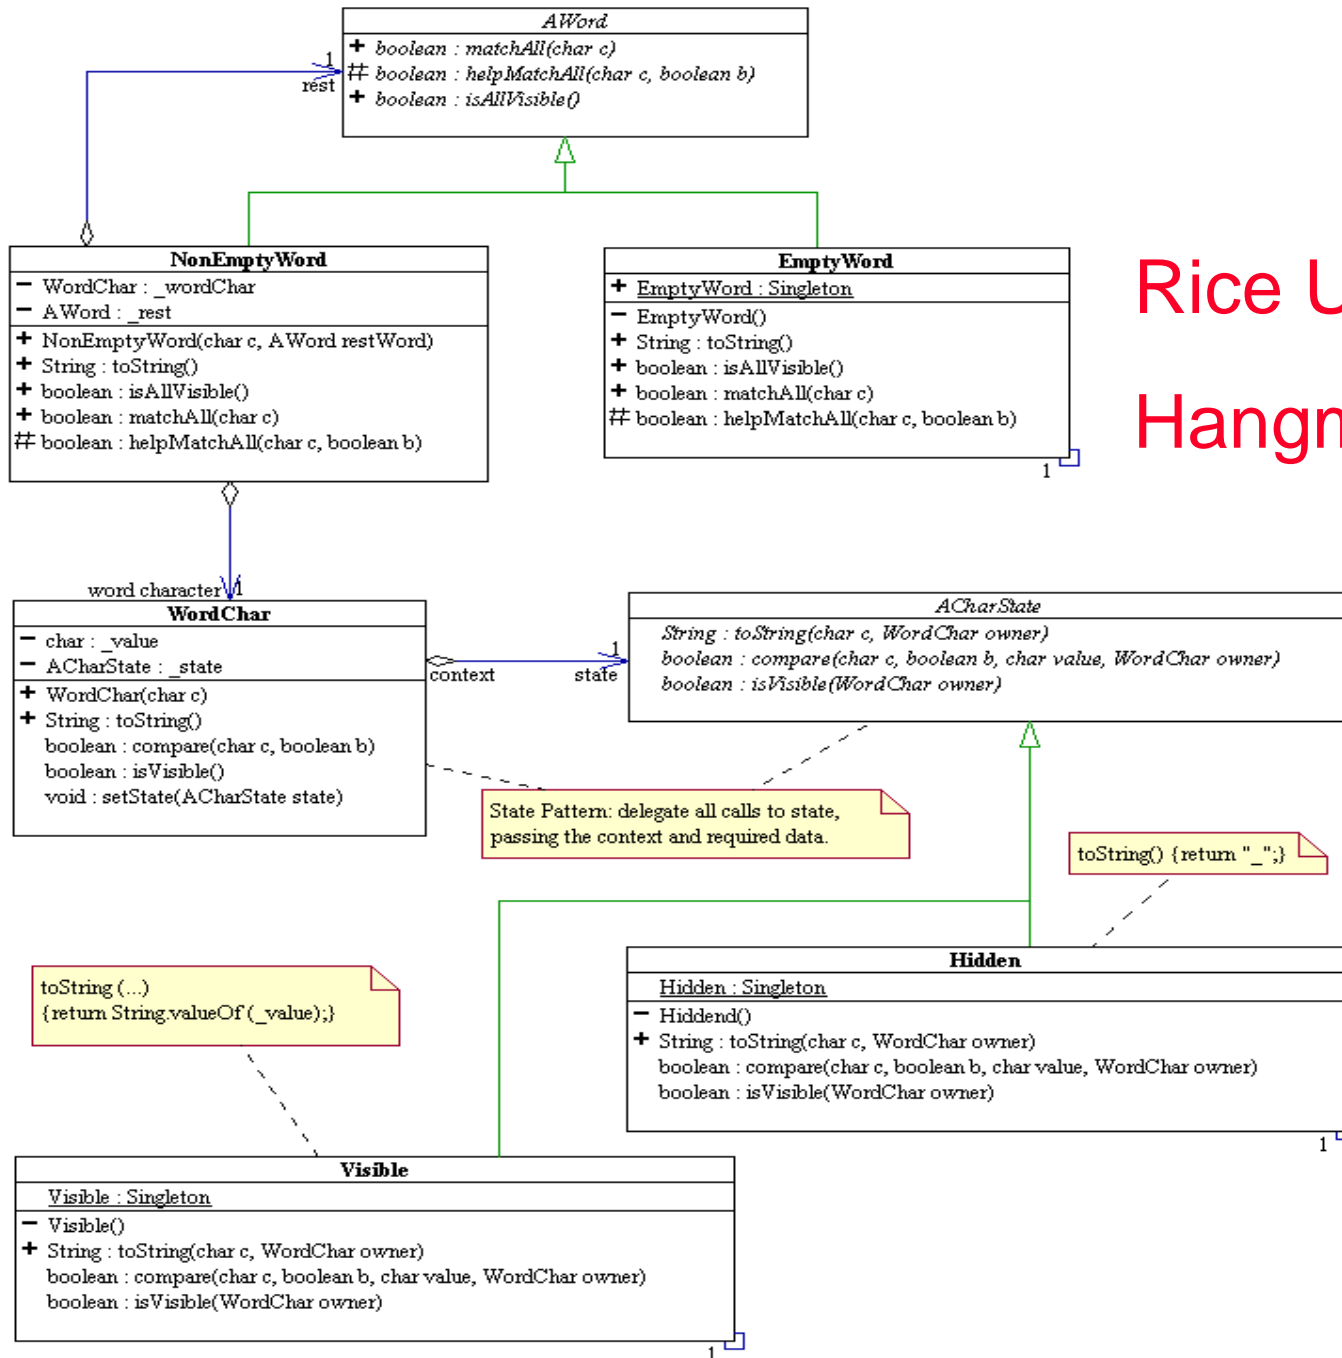 AWord
+ boolean : matchAll(char c)
# boolean : helpMatchAll(char c, boolean b)
+ boolean : isAllVisible()
1
rest
NonEmptyWord
- WordChar : _wordChar
- AWord : _rest
+ NonEmptyWord(char c, AWord restWord)
+ String : toString()
+ boolean : isAllVisible()
+ boolean : matchAll(char c)
# boolean : helpMatchAll(char c, boolean b)
EmptyWord
+ EmptyWord : Singleton
- EmptyWord()
+ String : toString()
+ boolean : isAllVisible()
+ boolean : matchAll(char c)
# boolean : helpMatchAll(char c, boolean b)
1
Rice U
Hangm
word character 1
WordChar
- char : _value
- ACharState : _state
+ WordChar(char c)
+ String : toString()
boolean : compare(char c, boolean b)
boolean : isVisible()
void : setState(ACharState state)
context
1
state
ACharState
String : toString(char c, WordChar owner)
boolean : compare(char c, boolean b, char value, WordChar owner)
boolean : isVisible(WordChar owner)
State Pattern: delegate all calls to state,
passing the context and required data.
toString() {return "_";}
toString (...)
{return String.valueOf (_value);}
Hidden
Hidden : Singleton
- Hiddend()
+ String : toString(char c, WordChar owner)
boolean : compare(char c, boolean b, char value, WordChar owner)
boolean : isVisible(WordChar owner)
1
Visible
Visible : Singleton
- Visible()
+ String : toString(char c, WordChar owner)
boolean : compare(char c, boolean b, char value, WordChar owner)
boolean : isVisible(WordChar owner)
1